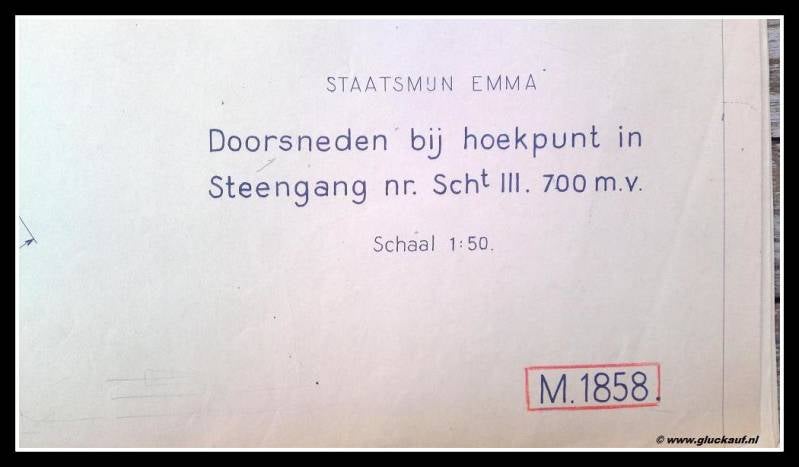 STAATSMIJN EMMA
Doorsneden bij hoekpunt in
Steengang nr. Scht III. 700 m.v.
Schaal 1:50.
M.1858.
© www.gluckauf.nl